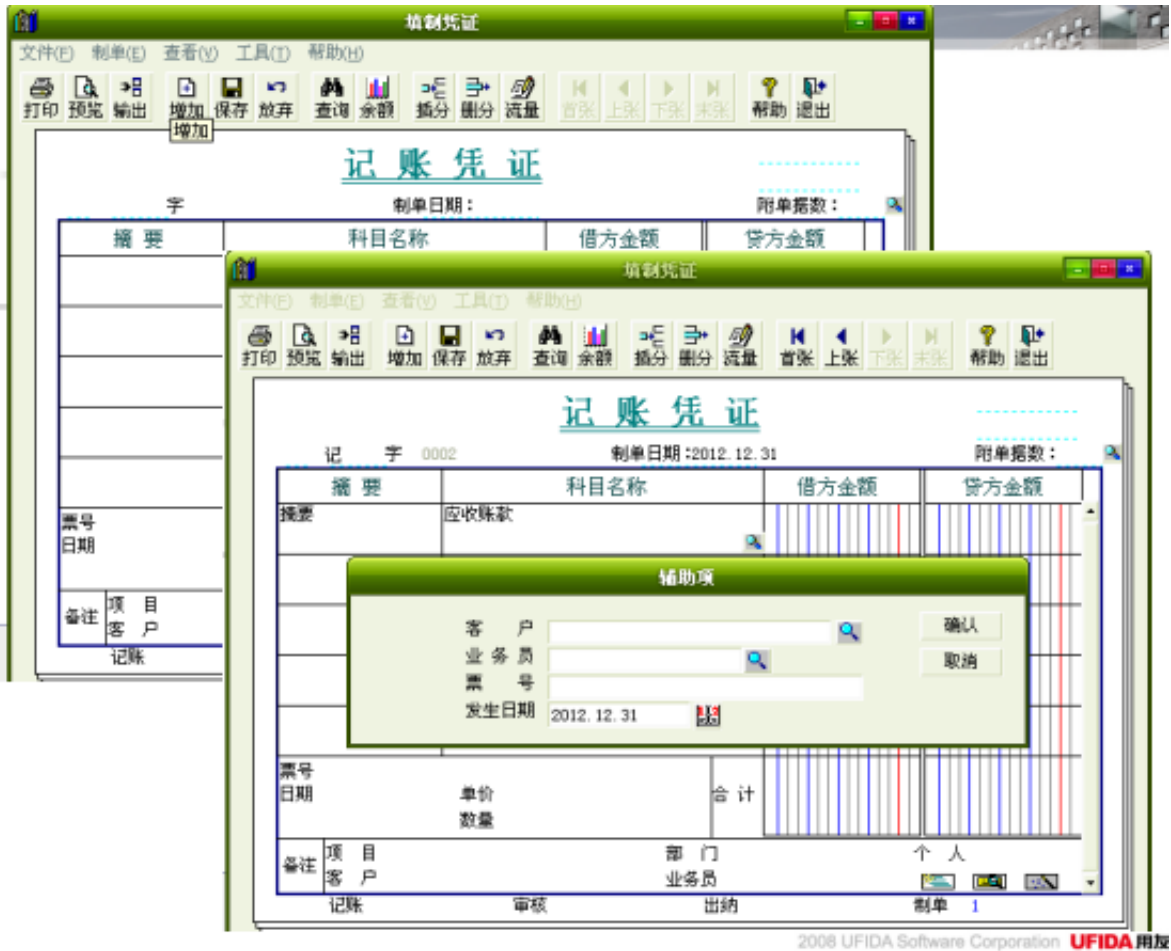 填制凭证
文件(F) 制单(E) 查看(V) 工具(T) 帮助(H)
打印 预览 输出 增加 保存 放弃 查询 余额 插分 删分 流量 首张 上张 下张 末张 帮助 退出
增加
记 账 凭 证
字 制单日期： 附单据数：
摘 要 科目名称 借方金额 贷方金额
票号
日期
备注 项 目
客 户
记账
填制凭证
文件(F) 制单(E) 查看(V) 工具(T) 帮助(H)
打印 预览 输出 增加 保存 放弃 查询 余额 插分 删分 流量 首张 上张 下张 末张 帮助 退出
记 账 凭 证
记 字 0002 制单日期：2012.12.31 附单据数：
摘 要 科目名称 借方金额 贷方金额
摘要 应收账款
辅助项
客 户 确认
业 务 员 取消
票 号
发生日期 2012.12.31
票号
日期 单价 合 计
数量
备注 项 目 部 门 个 人
客 户 业务员
记账 审核 出纳 制单 1
2008 UFIDA Software Corporation UFIDA 用友